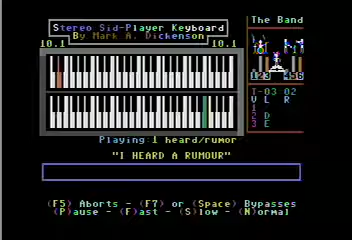 Stereo Sid-Player Keyboard
By Mark A. Dickenson
The Band
10.1
10.1
123 456
T-03 02
V L R
1
2 D
3 E
Playing:1 heard/rumor
"I HEARD A RUMOUR"
(F5) Aborts - (F7) or (Space) Bypasses
(P)ause - (F)ast - (S)low - (N)ormal